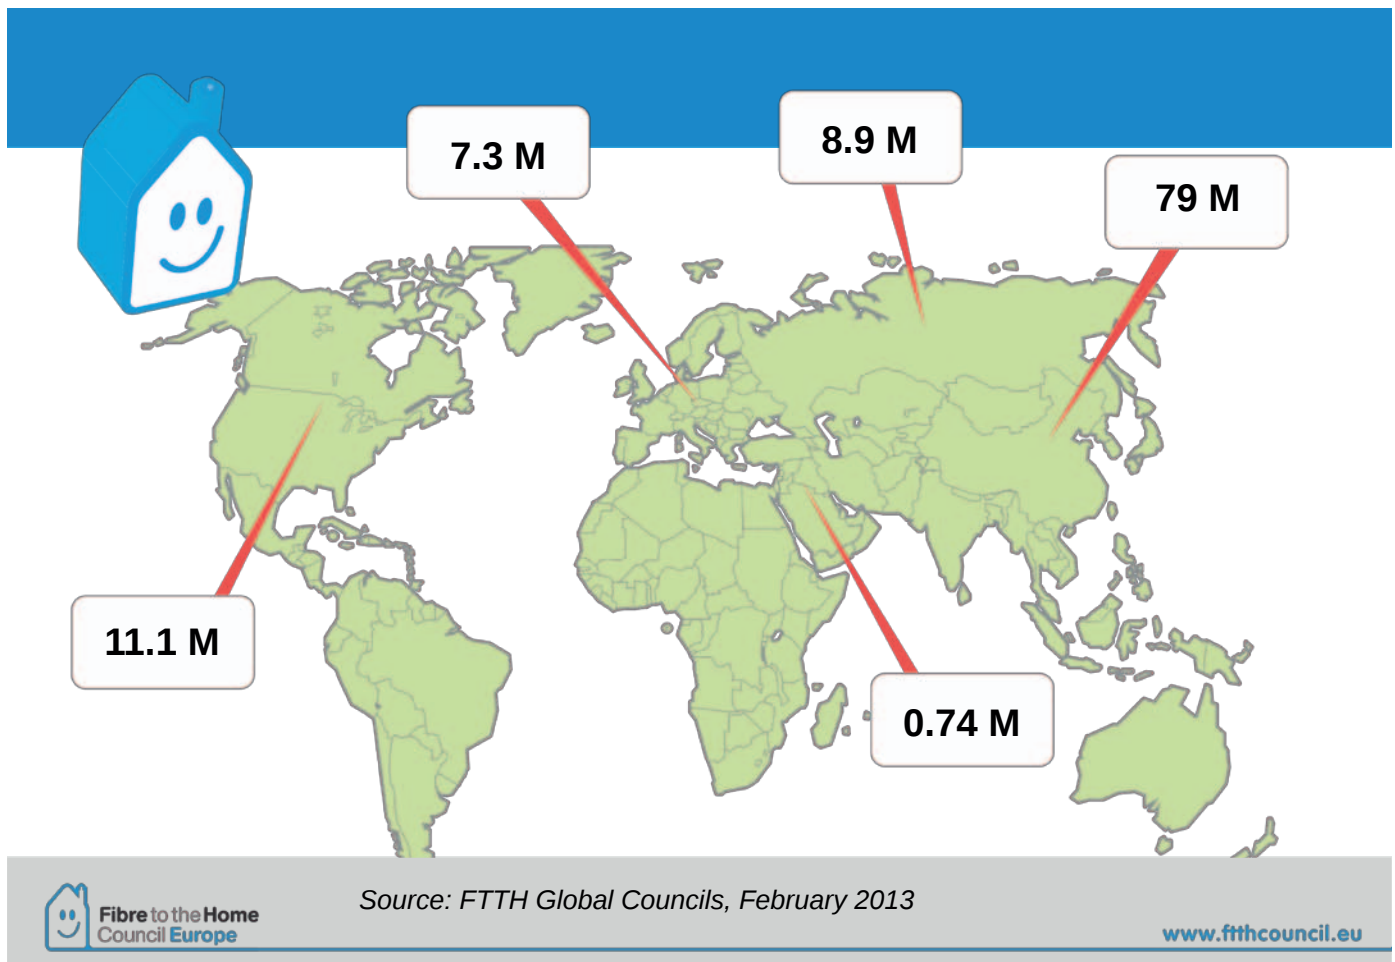 7.3 M
8.9 M
79 M
11.1 M
0.74 M
Source: FTTH Global Councils, February 2013
Fibre to the Home
Council Europe
www.ftthcouncil.eu